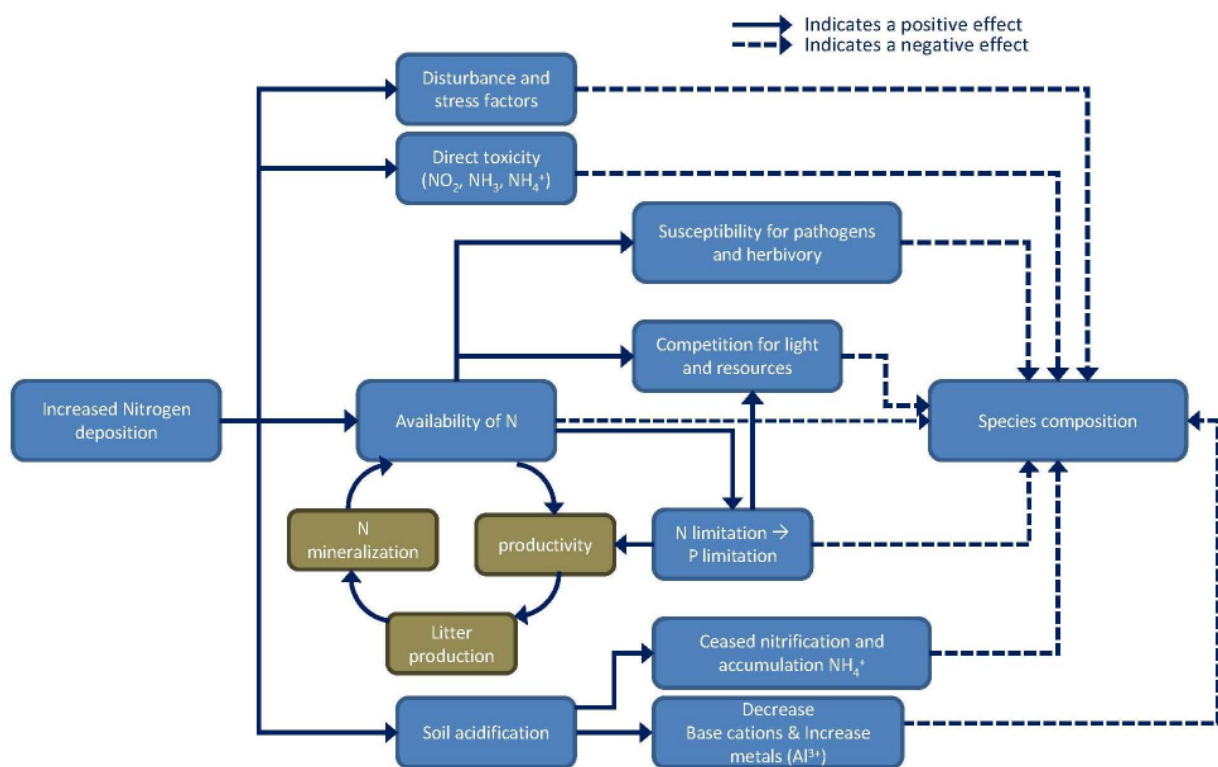 Indicates a positive effect
Indicates a negative effect
Disturbance and
stress factors
Direct toxicity
(NO₂, NH₃, NH₄⁺)
Susceptibility for pathogens
and herbivory
Competition for light
and resources
Increased Nitrogen
deposition
Availability of N
Species composition
N
mineralization
productivity
N limitation →
P limitation
Litter
production
Ceased nitrification and
accumulation NH₄⁺
Soil acidification
Decrease
Base cations & Increase
metals (Al³⁺)